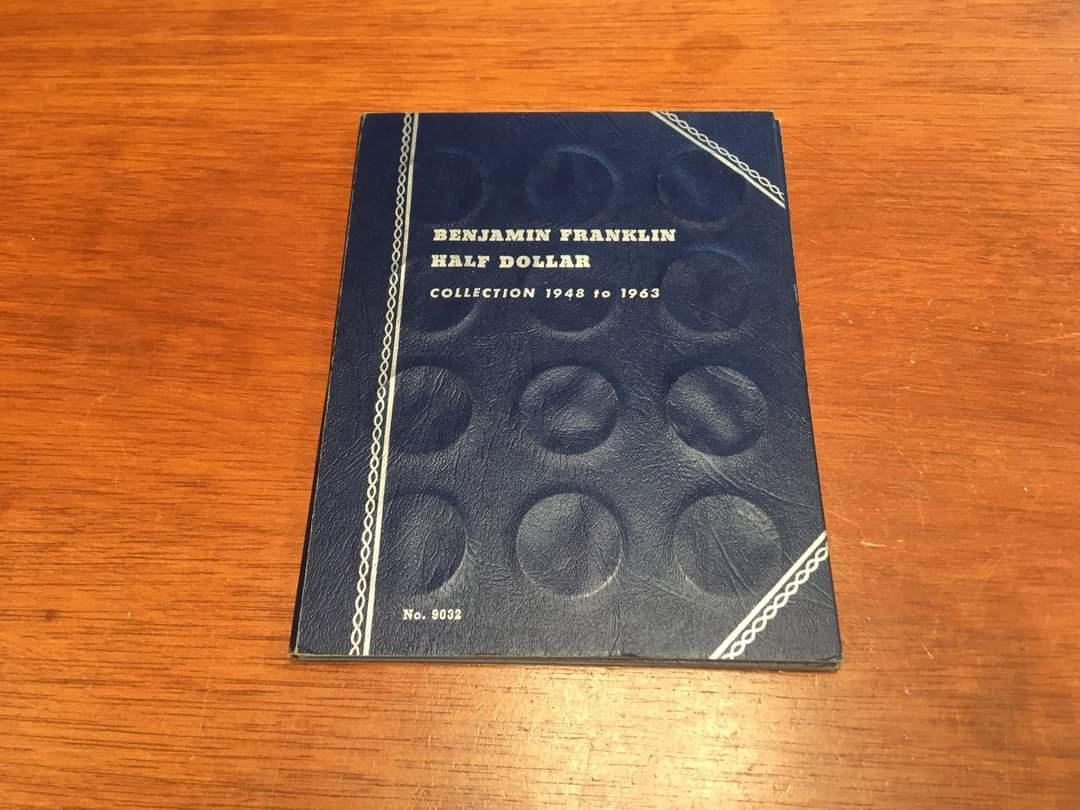 BENJAMIN FRANKLIN
HALF DOLLAR
COLLECTION 1948 to 1963
No. 9032